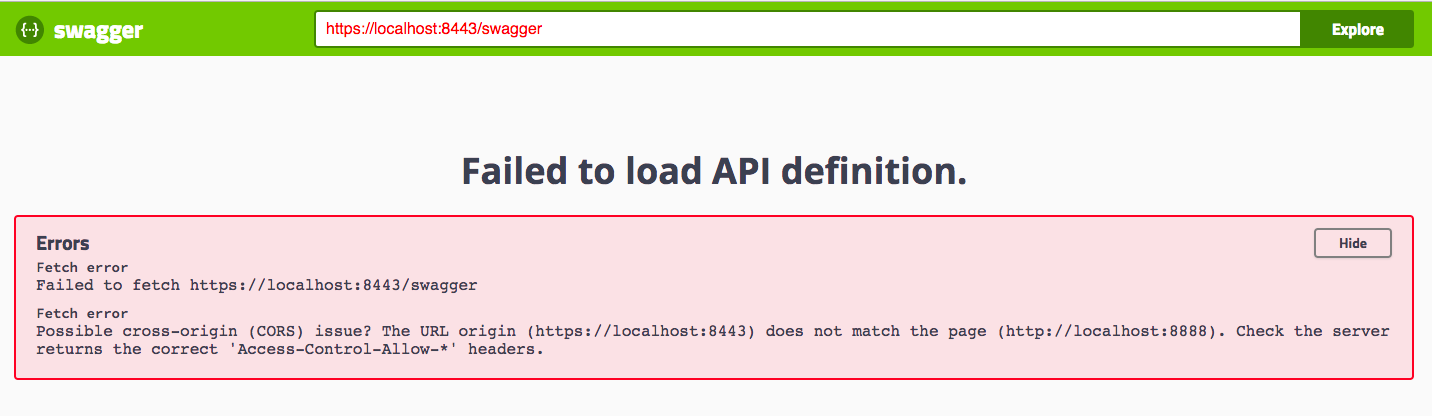 {··} swagger
https://localhost:8443/swagger
Explore
Failed to load API definition.
Errors
Hide
Fetch error
Failed to fetch https://localhost:8443/swagger
Fetch error
Possible cross-origin (CORS) issue? The URL origin (https://localhost:8443) does not match the page (http://localhost:8888). Check the server
returns the correct 'Access-Control-Allow-*' headers.